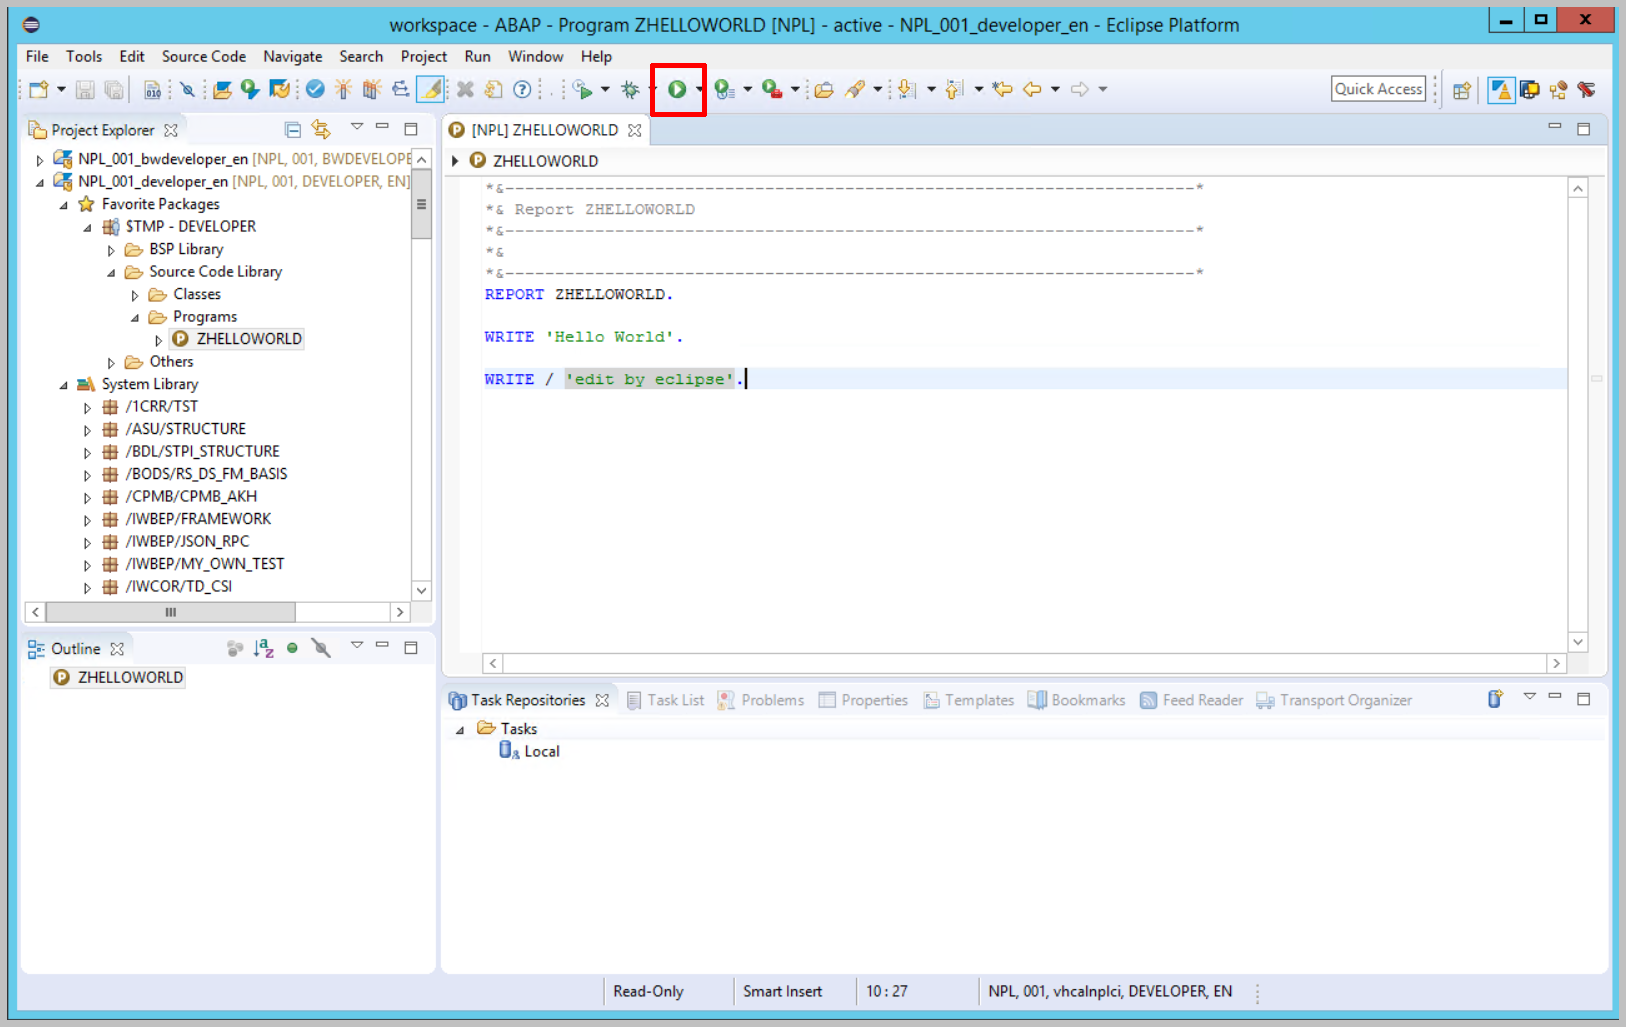 workspace - ABAP - Program ZHELLOWORLD [NPL] - active - NPL_001_developer_en - Eclipse Platform
File Tools Edit Source Code Navigate Search Project Run Window Help
Quick Access
Project Explorer
NPL_001_bwdeveloper_en [NPL, 001, BWDEVELOPE
NPL_001_developer_en [NPL, 001, DEVELOPER, EN]
Favorite Packages
$TMP - DEVELOPER
BSP Library
Source Code Library
Classes
Programs
ZHELLOWORLD
Others
System Library
/1CRR/TST
/ASU/STRUCTURE
/BDL/STPI_STRUCTURE
/BODS/RS_DS_FM_BASIS
/CPMB/CPMB_AKH
/IWBEP/FRAMEWORK
/IWBEP/JSON_RPC
/IWBEP/MY_OWN_TEST
/IWCOR/TD_CSI
Outline
ZHELLOWORLD
[NPL] ZHELLOWORLD
ZHELLOWORLD
*&---------------------------------------------------------------------*
*& Report ZHELLOWORLD
*&---------------------------------------------------------------------*
*&
*&---------------------------------------------------------------------*
REPORT ZHELLOWORLD.
WRITE 'Hello World'.
WRITE / 'edit by eclipse'.
Task Repositories Task List Problems Properties Templates Bookmarks Feed Reader Transport Organizer
Tasks
Local
Read-Only Smart Insert 10 : 27 NPL, 001, vhcalnplci, DEVELOPER, EN